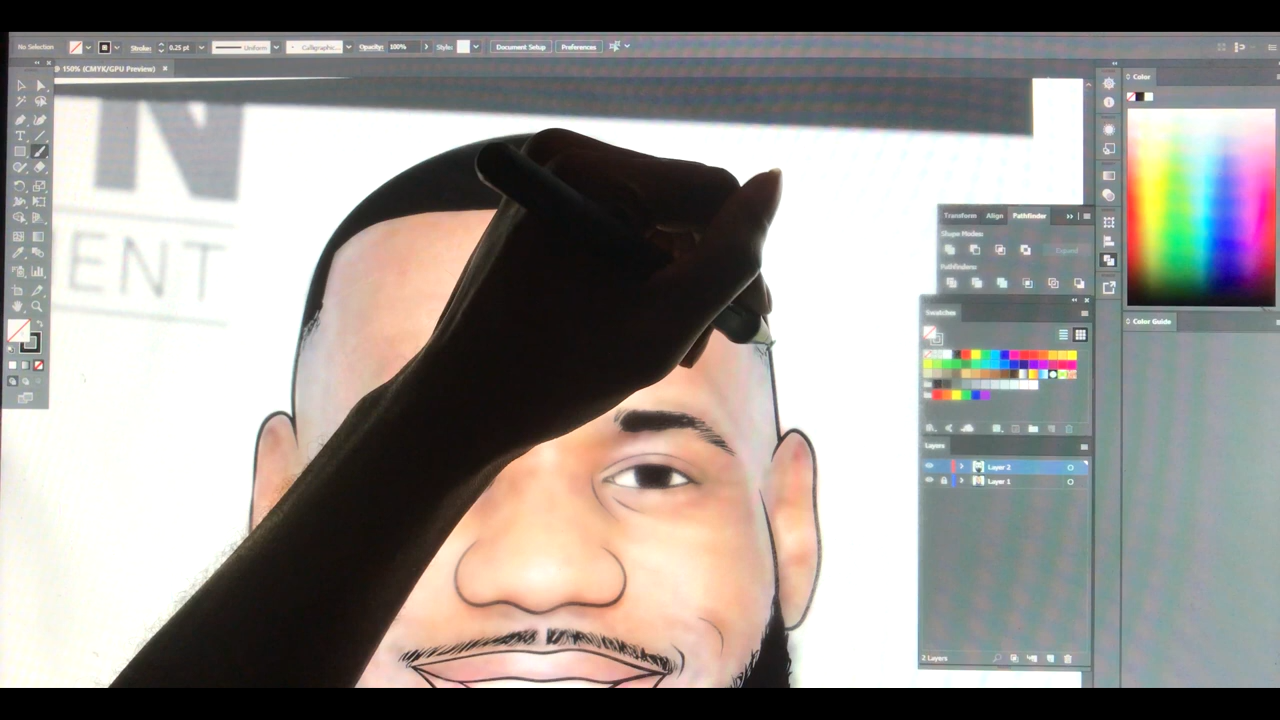 No Selection
Stroke:
0.25 pt
Uniform
Calligraphic...
Opacity:
100%
Style:
Document Setup
Preferences
@ 150% (CMYK/GPU Preview)
×
Color
N
ENT
T
Transform
Align
Pathfinder
Shape Modes:
Expand
Pathfinders:
Swatches
Color Guide
Layers
Layer 2
Layer 1
2 Layers